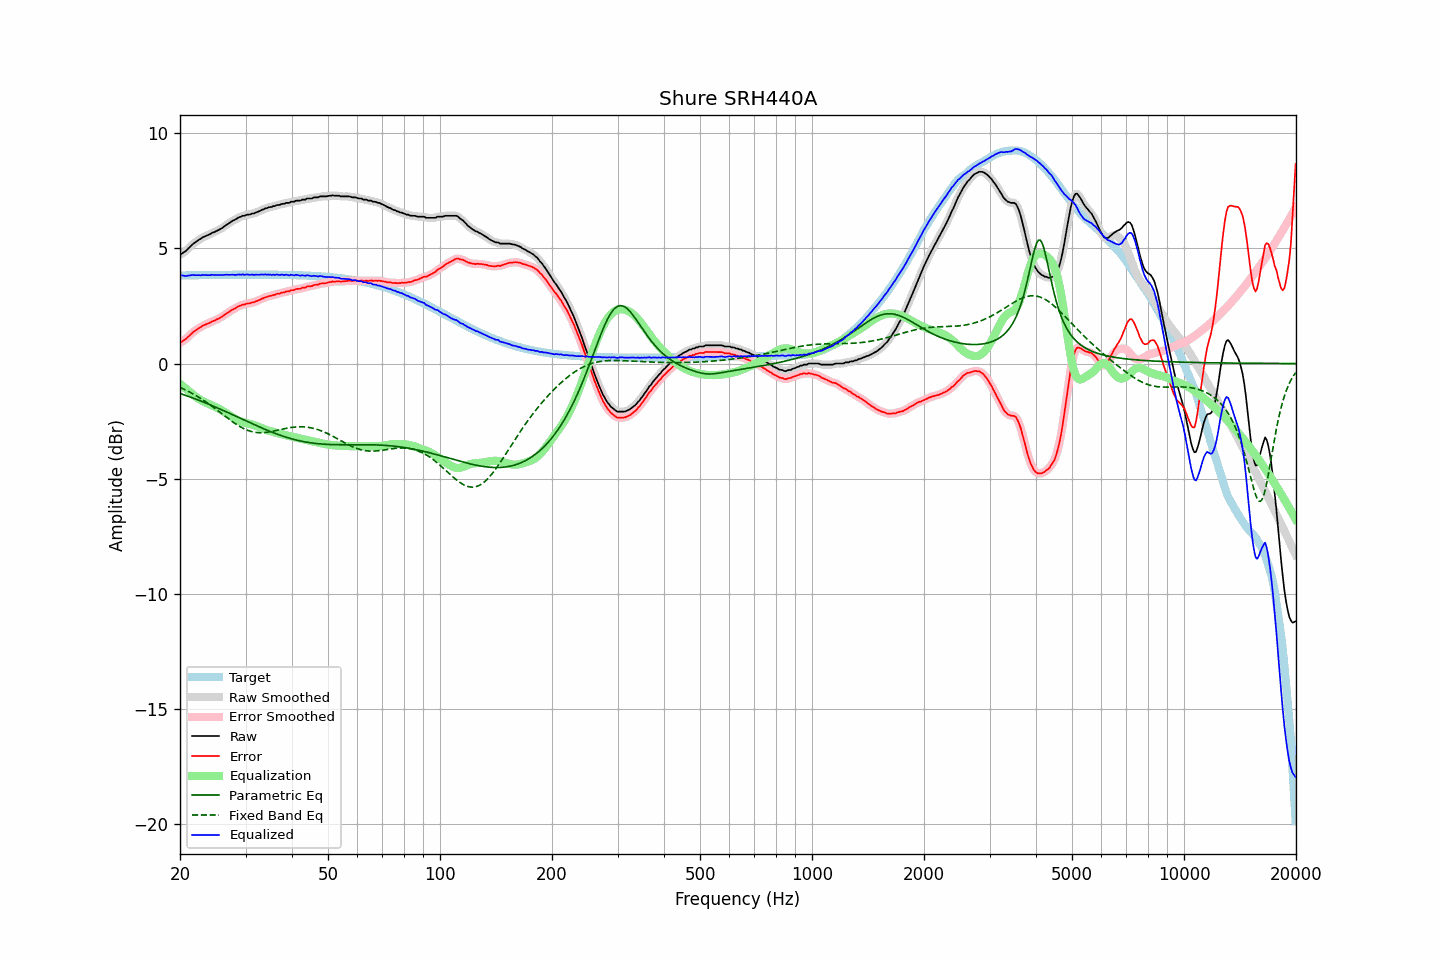 Shure SRH440A
10
5
0
−5
−10
−15
−20
Amplitude (dBr)
Target
Raw Smoothed
Error Smoothed
Raw
Error
Equalization
Parametric Eq
Fixed Band Eq
Equalized
20 50 100 200 500 1000 2000 5000 10000 20000
Frequency (Hz)